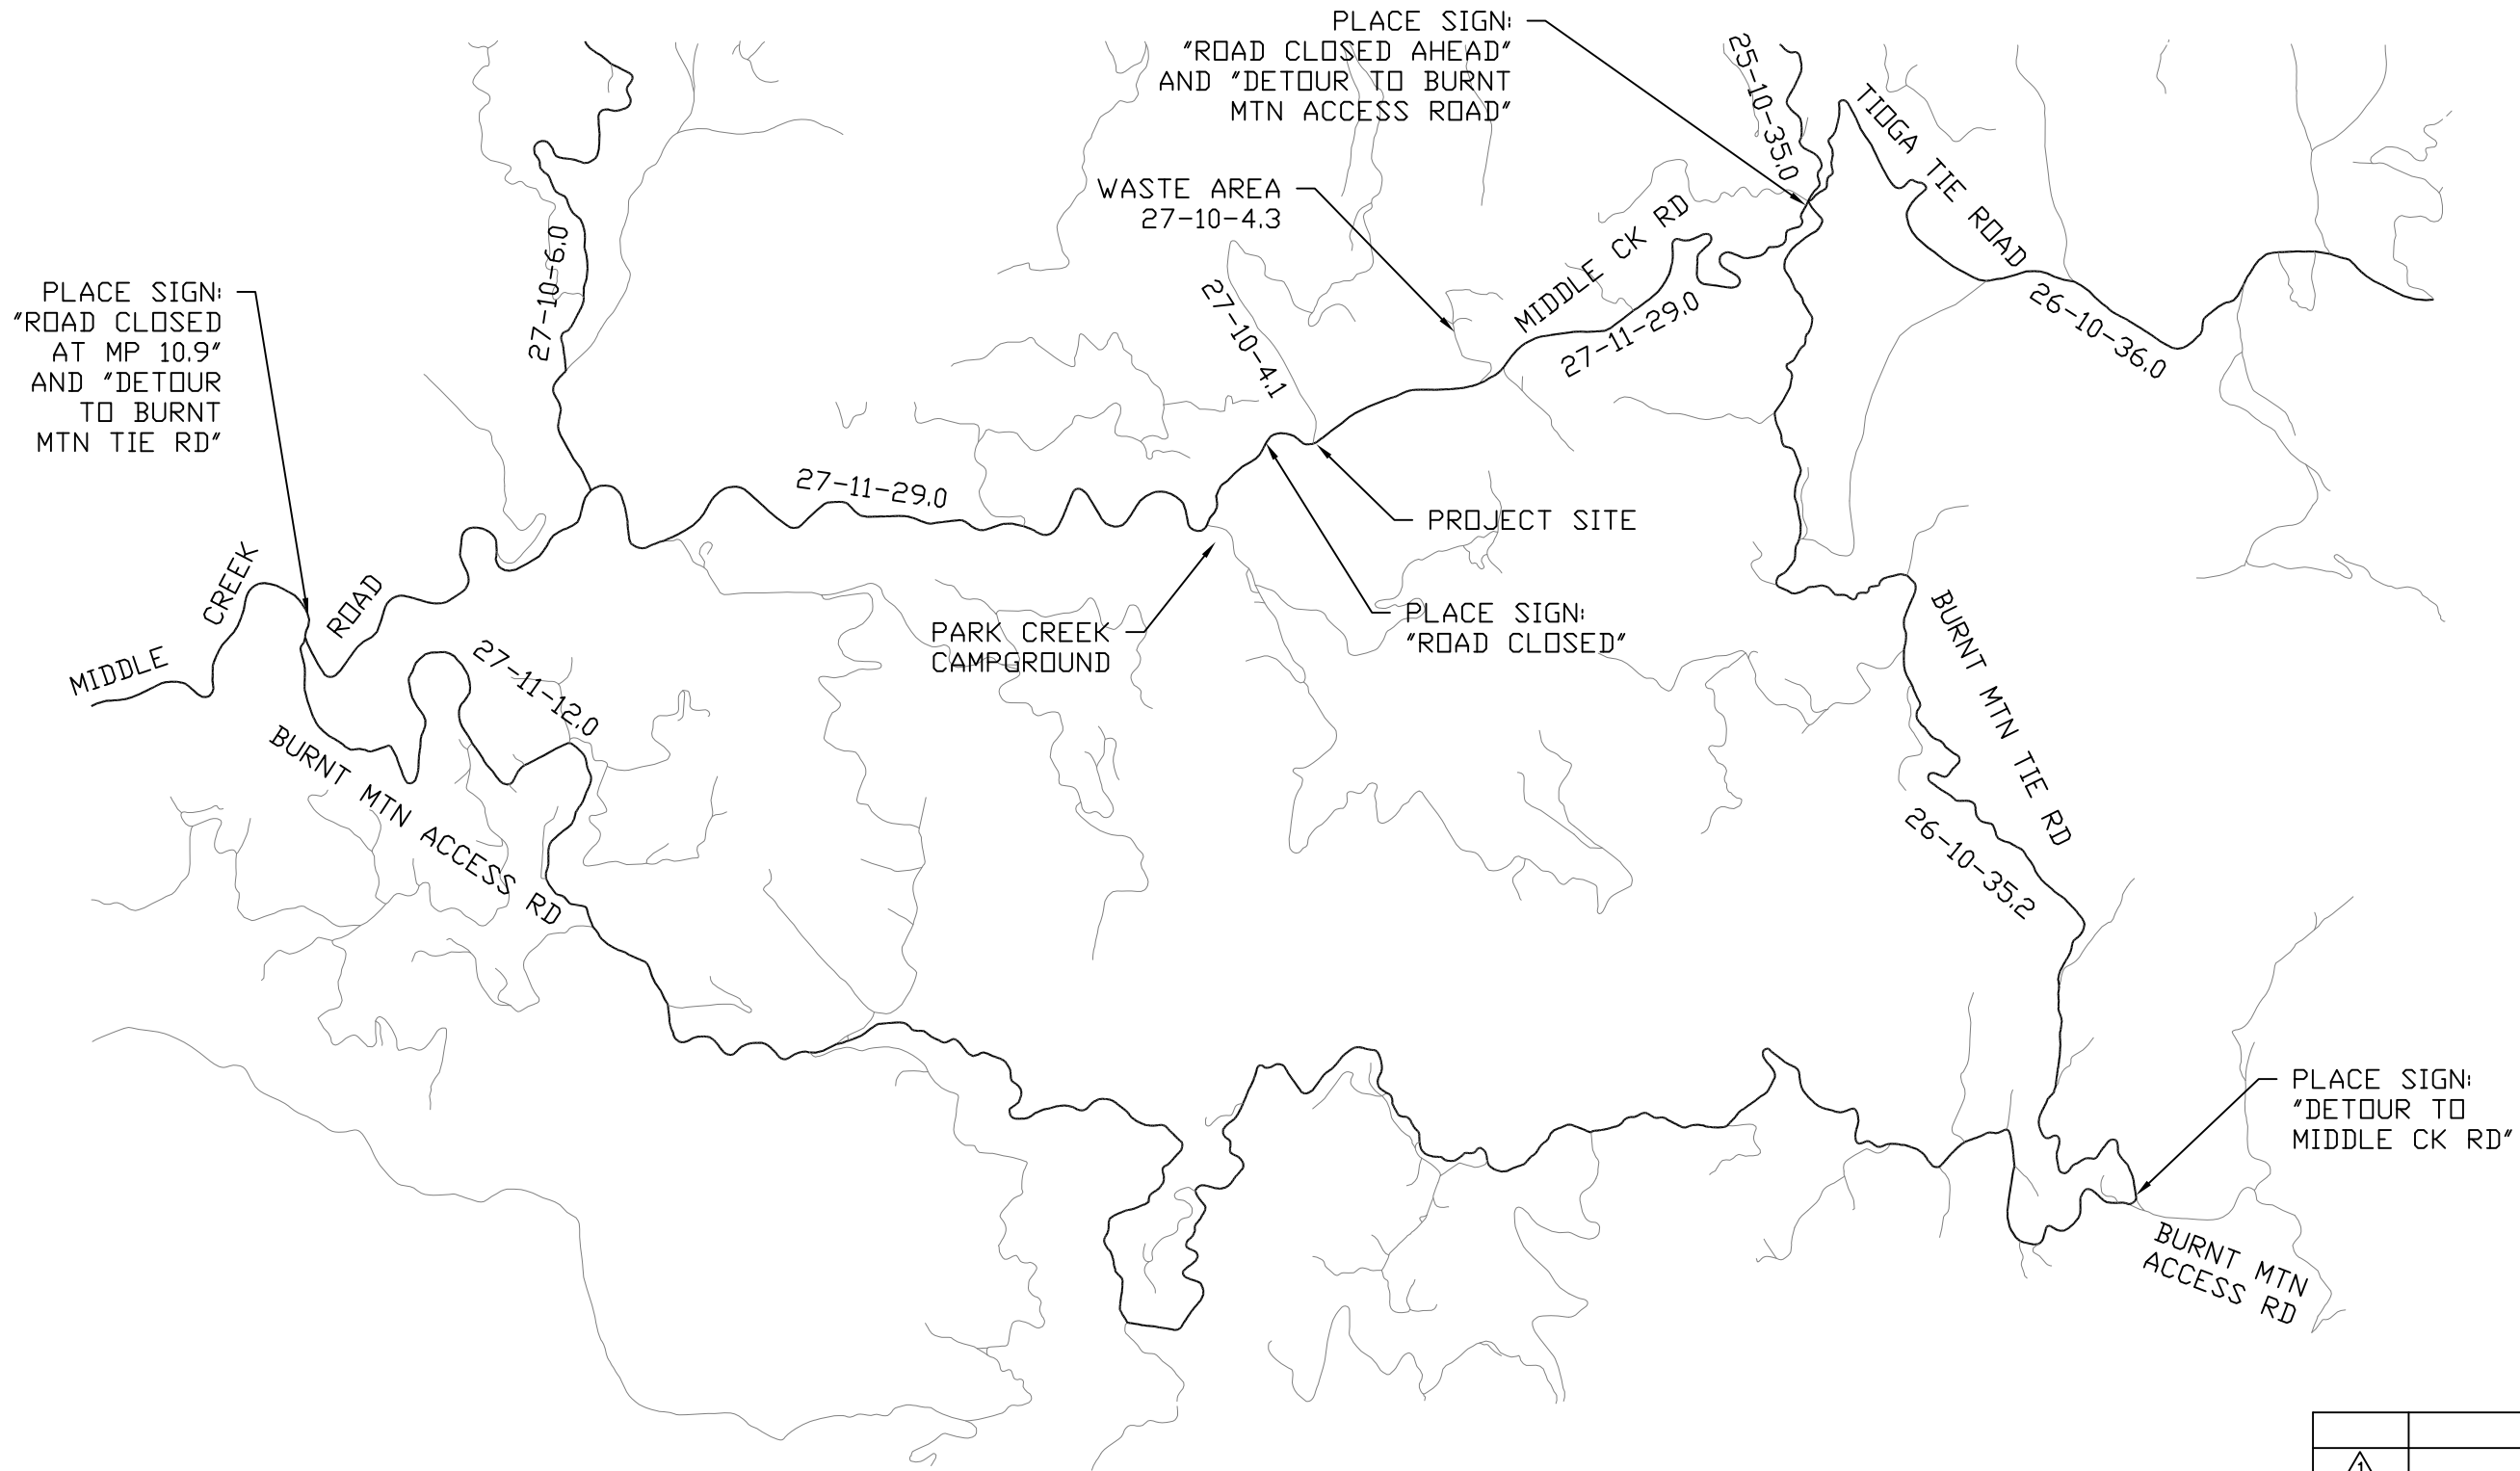 PLACE SIGN:
"ROAD CLOSED AHEAD"
AND "DETOUR TO BURNT
MTN ACCESS ROAD"
25-10-35.0
TIOGA TIE ROAD
WASTE AREA
27-10-4.3
MIDDLE CK RD
27-10-6.0
PLACE SIGN:
"ROAD CLOSED
AT MP 10.9"
AND "DETOUR
TO BURNT
MTN TIE RD"
27-10-4.1
27-11-29.0
26-10-36.0
27-11-29.0
PROJECT SITE
MIDDLE CREEK ROAD
PARK CREEK
CAMPGROUND
PLACE SIGN:
"ROAD CLOSED"
27-11-12.0
BURNT MTN TIE RD
BURNT MTN ACCESS RD
26-10-35.2
PLACE SIGN:
"DETOUR TO
MIDDLE CK RD"
BURNT MTN
ACCESS RD
1